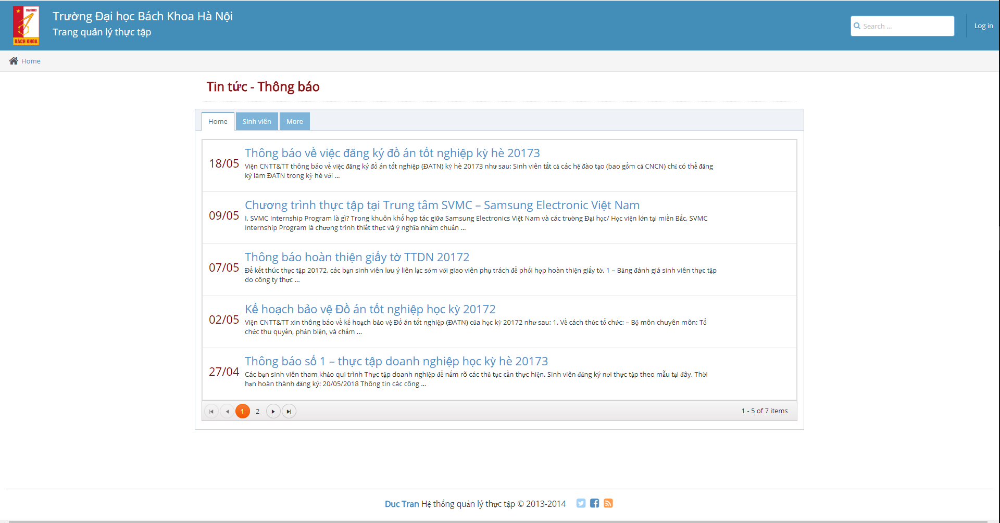 ĐẠI HỌC
BÁCH KHOA
Trường Đại học Bách Khoa Hà Nội
Trang quản lý thực tập
Search ...
Log in
Home
Tin tức - Thông báo
Home
Sinh viên
More
18/05
Thông báo về việc đăng ký đồ án tốt nghiệp kỳ hè 20173
Viện CNTT&TT thông báo về việc đăng ký đồ án tốt nghiệp (ĐATN) kỳ hè 20173 như sau: Sinh viên tất cả các hệ đào tạo (bao gồm cả CNCN) chỉ có thể đăng
ký làm ĐATN trong kỳ hè với ...
09/05
Chương trình thực tập tại Trung tâm SVMC – Samsung Electronic Việt Nam
I. SVMC Internship Program là gì? Trong khuôn khổ hợp tác giữa Samsung Electronics Việt Nam và các trường Đại học/ Học viện lớn tại miền Bắc, SVMC
Internship Program là chương trình thiết thực và ý nghĩa nhằm chuẩn ...
07/05
Thông báo hoàn thiện giấy tờ TTDN 20172
Để kết thúc thực tập 20172, các bạn sinh viên lưu ý liên lạc sớm với giao viên phụ trách để phối hợp hoàn thiện giấy tờ. 1 – Bảng đánh giá sinh viên thực tập
do công ty thực ...
02/05
Kế hoạch bảo vệ Đồ án tốt nghiệp học kỳ 20172
Viện CNTT&TT xin thông báo về kế hoạch bảo vệ Đồ án tốt nghiệp (ĐATN) của học kỳ 20172 như sau: 1. Về cách thức tổ chức: – Bộ môn chuyên môn: Tổ
chức thu quyển, phản biện, và chấm ...
27/04
Thông báo số 1 – thực tập doanh nghiệp học kỳ hè 20173
Các bạn sinh viên tham khảo qui trình Thực tập doanh nghiệp để nắm rõ các thủ tục cần thực hiện. Sinh viên đăng ký nơi thực tập theo mẫu tại đây. Thời
hạn hoàn thành đăng ký: 20/05/2018 Thông tin các công ...
1 2
1 - 5 of 7 items
Duc Tran Hệ thống quản lý thực tập © 2013-2014